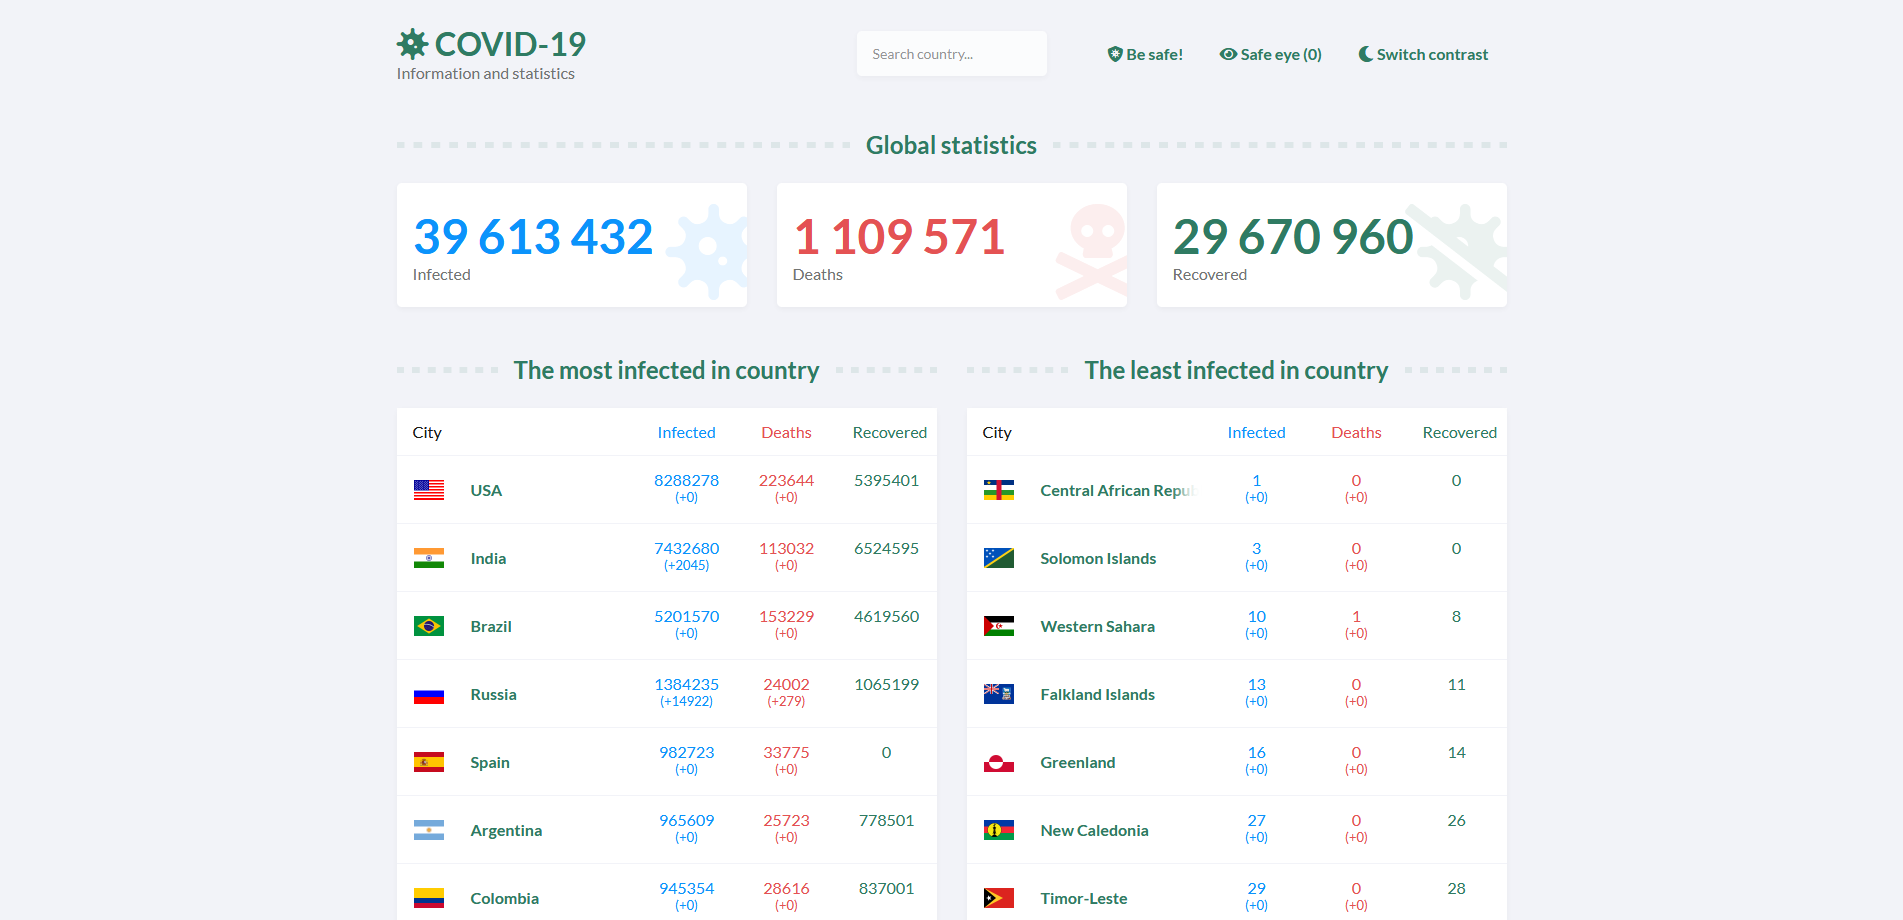 COVID-19
Information and statistics
Search country...
Be safe!
Safe eye (0)
Switch contrast
Global statistics
39 613 432
Infected
1 109 571
Deaths
29 670 960
Recovered
The most infected in country
City Infected Deaths Recovered
USA 8288278 223644 5395401
(+0) (+0)
India 7432680 113032 6524595
(+2045) (+0)
Brazil 5201570 153229 4619560
(+0) (+0)
Russia 1384235 24002 1065199
(+14922) (+279)
Spain 982723 33775 0
(+0) (+0)
Argentina 965609 25723 778501
(+0) (+0)
Colombia 945354 28616 837001
(+0) (+0)
The least infected in country
City Infected Deaths Recovered
Central African Repub 1 0 0
(+0) (+0)
Solomon Islands 3 0 0
(+0) (+0)
Western Sahara 10 1 8
(+0) (+0)
Falkland Islands 13 0 11
(+0) (+0)
Greenland 16 0 14
(+0) (+0)
New Caledonia 27 0 26
(+0) (+0)
Timor-Leste 29 0 28
(+0) (+0)